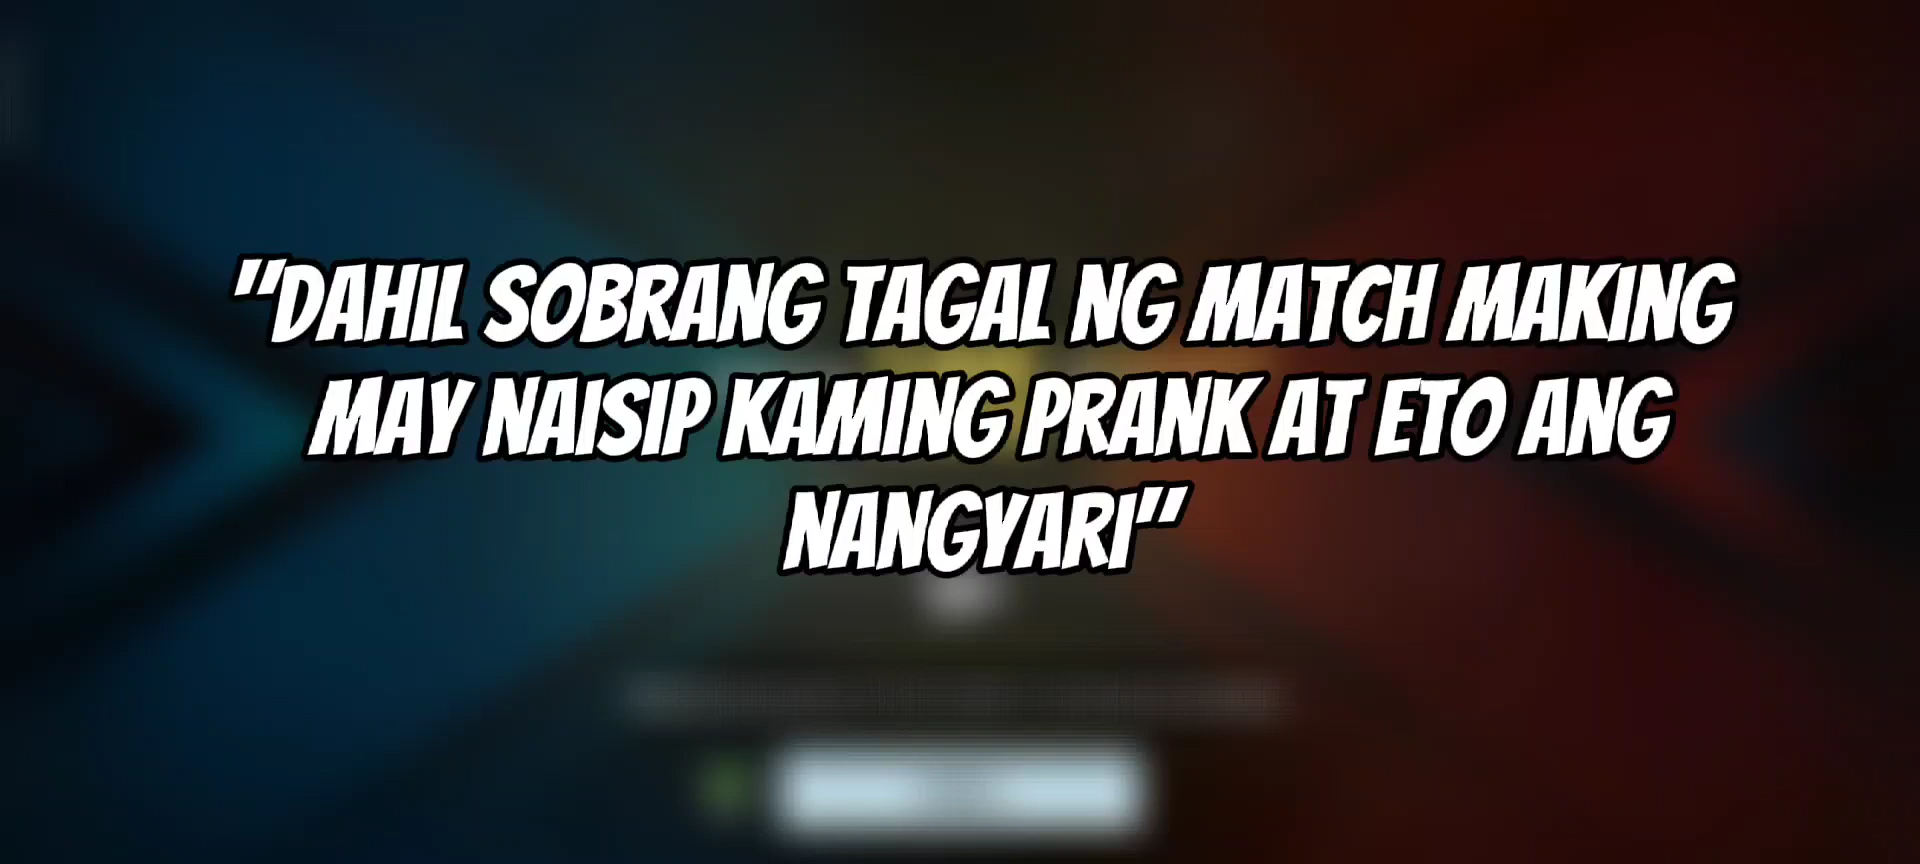 "DAHIL SOBRANG TAGAL NG MATCH MAKING
MAY NAISIP KAMING PRANK AT ETO ANG
NANGYARI"